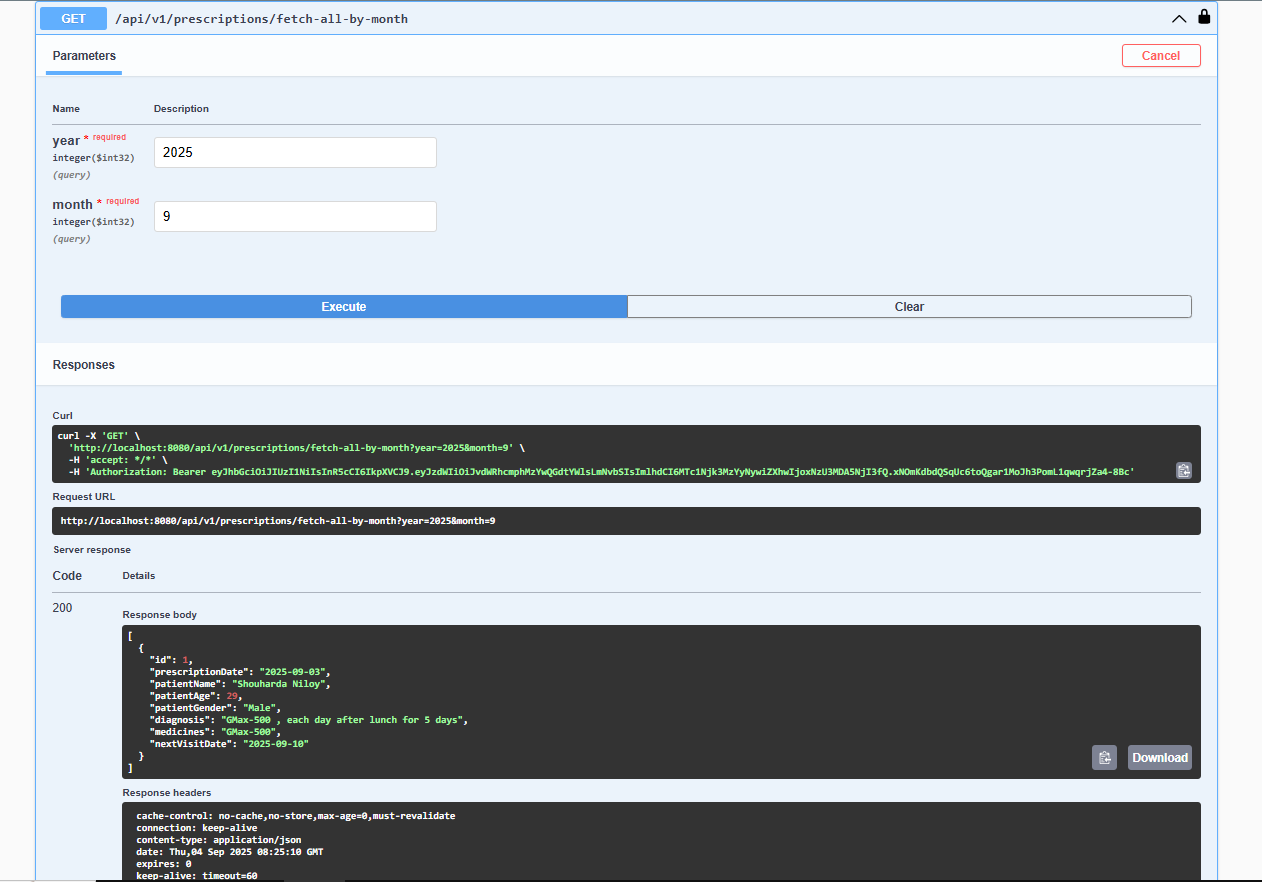 GET /api/v1/prescriptions/fetch-all-by-month
Parameters
Cancel
Name Description
year * required
integer($int32)
(query)
2025
month * required
integer($int32)
(query)
9
Execute Clear
Responses
Curl
curl -X 'GET' \
'http://localhost:8080/api/v1/prescriptions/fetch-all-by-month?year=2025&month=9' \
-H 'accept: */*' \
-H 'Authorization: Bearer
Request URL
http://localhost:8080/api/v1/prescriptions/fetch-all-by-month?year=2025&month=9
Server response
Code Details
200
Response body
[
{
"id": 1,
"prescriptionDate": "2025-09-03",
"patientName": "Shouharda Niloy",
"patientAge": 29,
"patientGender": "Male",
"diagnosis": "GMax-500 , each day after lunch for 5 days",
"medicines": "GMax-500",
"nextVisitDate": "2025-09-10"
}
]
Download
Response headers
cache-control: no-cache,no-store,max-age=0,must-revalidate
connection: keep-alive
content-type: application/json
date: Thu,04 Sep 2025 08:25:10 GMT
expires: 0
keep-alive: timeout=60